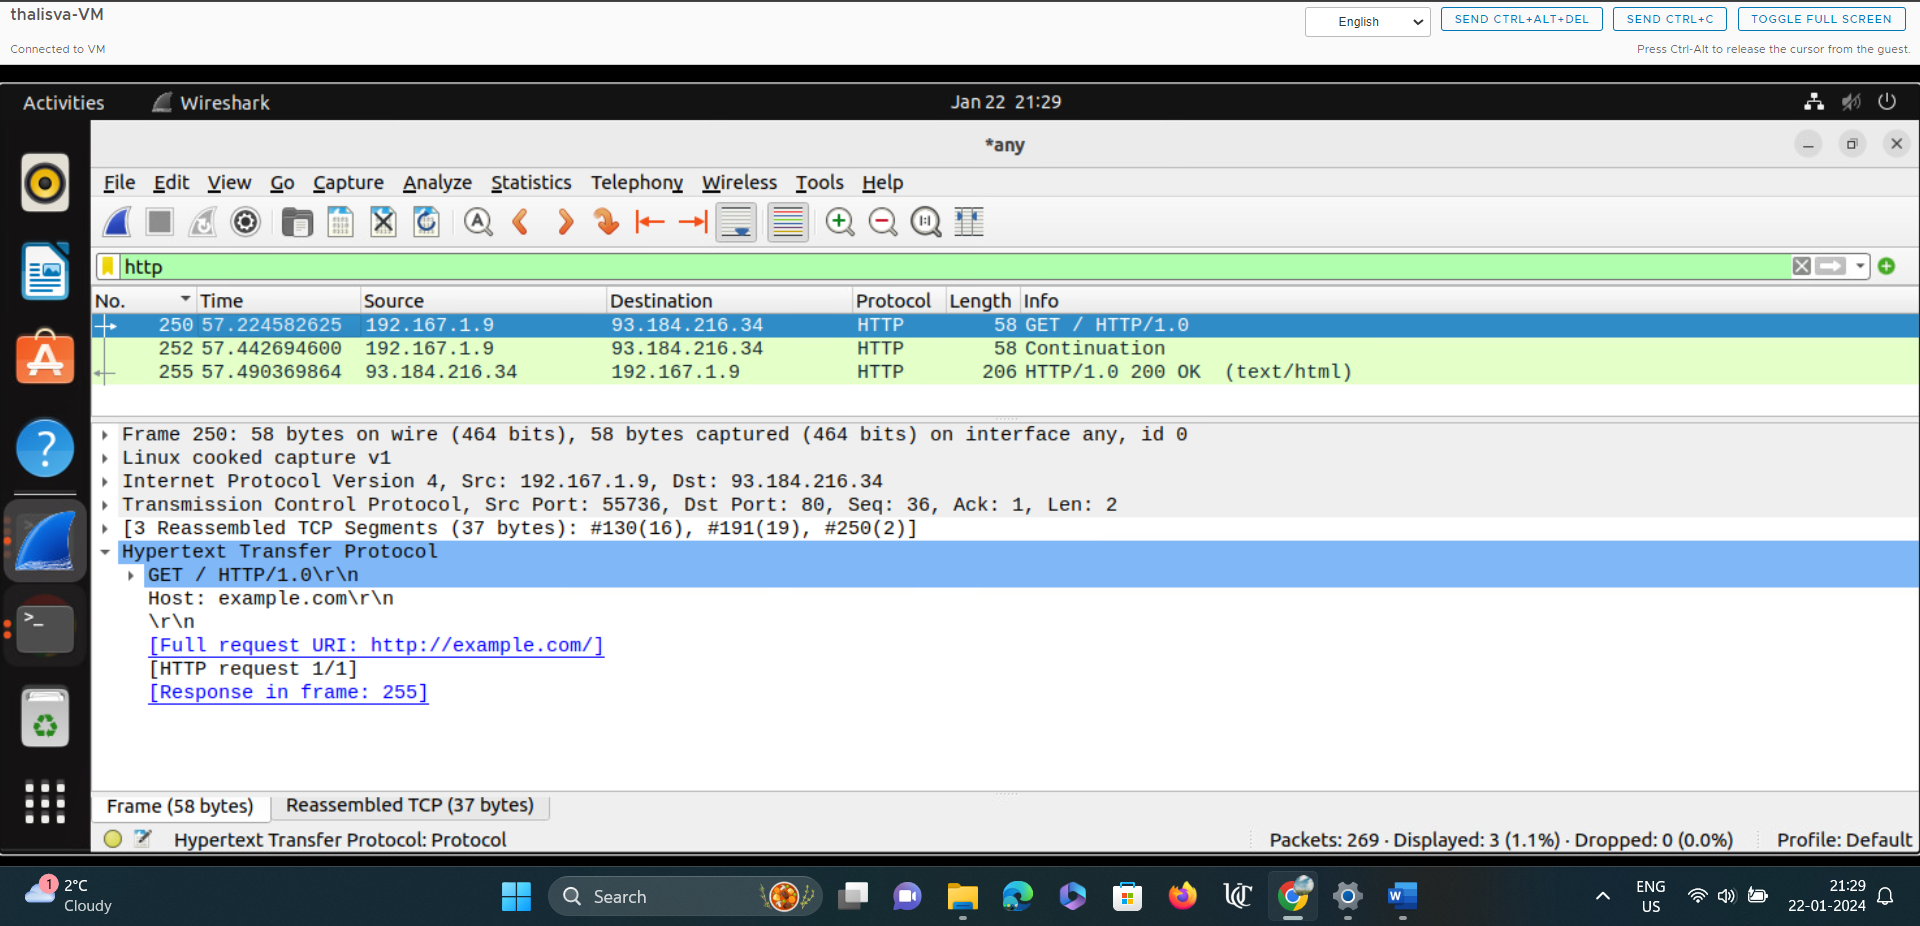 thalisva-VM
English
SEND CTRL+ALT+DEL
SEND CTRL+C
TOGGLE FULL SCREEN
Connected to VM
Press Ctrl-Alt to release the cursor from the guest.
Activities Wireshark Jan 22 21:29
*any
File Edit View Go Capture Analyze Statistics Telephony Wireless Tools Help
http
No. Time Source Destination Protocol Length Info
250 57.224582625 192.167.1.9 93.184.216.34 HTTP 58 GET / HTTP/1.0
252 57.442694600 192.167.1.9 93.184.216.34 HTTP 58 Continuation
255 57.490369864 93.184.216.34 192.167.1.9 HTTP 206 HTTP/1.0 200 OK (text/html)
Frame 250: 58 bytes on wire (464 bits), 58 bytes captured (464 bits) on interface any, id 0
Linux cooked capture v1
Internet Protocol Version 4, Src: 192.167.1.9, Dst: 93.184.216.34
Transmission Control Protocol, Src Port: 55736, Dst Port: 80, Seq: 36, Ack: 1, Len: 2
[3 Reassembled TCP Segments (37 bytes): #130(16), #191(19), #250(2)]
Hypertext Transfer Protocol
GET / HTTP/1.0\r\n
Host: example.com\r\n
\r\n
[Full request URI: http://example.com/]
[HTTP request 1/1]
[Response in frame: 255]
Frame (58 bytes) Reassembled TCP (37 bytes)
Hypertext Transfer Protocol: Protocol Packets: 269 · Displayed: 3 (1.1%) · Dropped: 0 (0.0%) Profile: Default
1
2°C
Cloudy
Search
ENG
US
21:29
22-01-2024